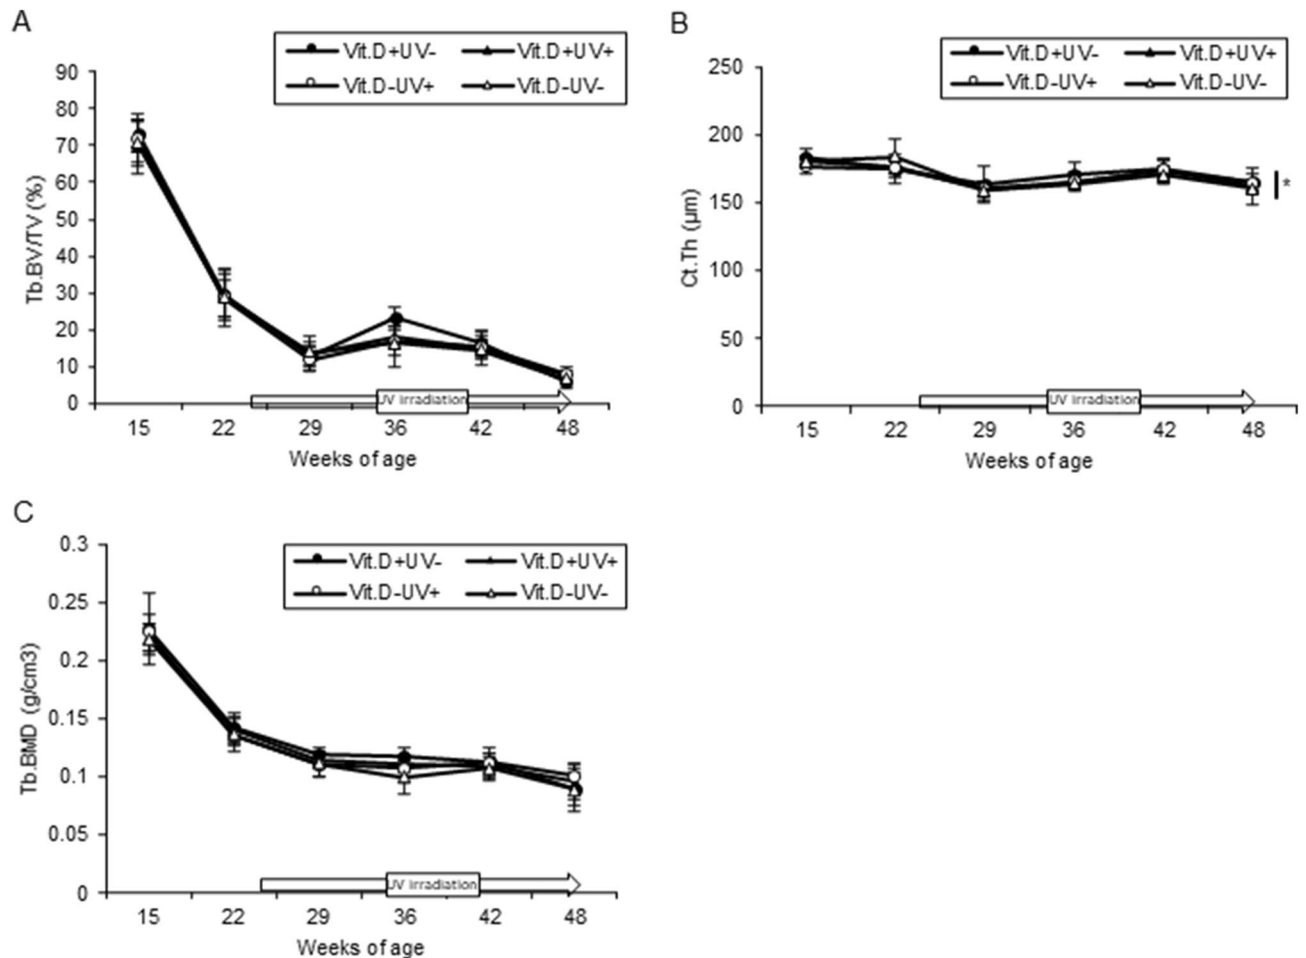 A
Vit.D+UV- Vit.D+UV+
Vit.D-UV+ Vit.D-UV-
90
80
70
60
50
40
30
20
10
0
Tb.BV/TV (%)
UV irradiation
15 22 29 36 42 48
Weeks of age
B
Vit.D+UV- Vit.D+UV+
Vit.D-UV+ Vit.D-UV-
250
200
150
100
50
0
Ct.Th (μm)
*
UV irradiation
15 22 29 36 42 48
Weeks of age
C
Vit.D+UV- Vit.D+UV+
Vit.D-UV+ Vit.D-UV-
0.3
0.25
0.2
0.15
0.1
0.05
0
Tb.BMD (g/cm3)
UV irradiation
15 22 29 36 42 48
Weeks of age